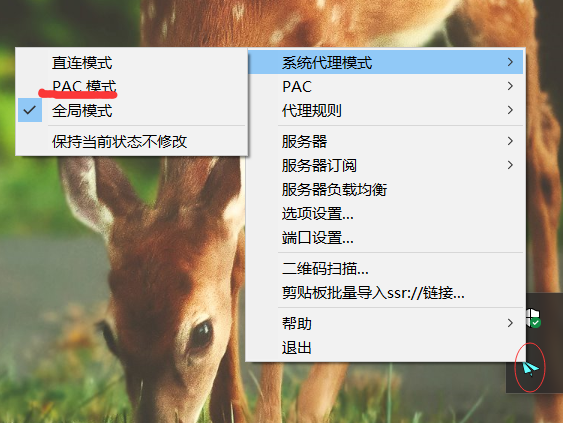 直连模式
PAC 模式
全局模式
保持当前状态不修改
系统代理模式
PAC
代理规则
服务器
服务器订阅
服务器负载均衡
选项设置...
端口设置...
二维码扫描...
剪贴板批量导入ssr://链接...
帮助
退出